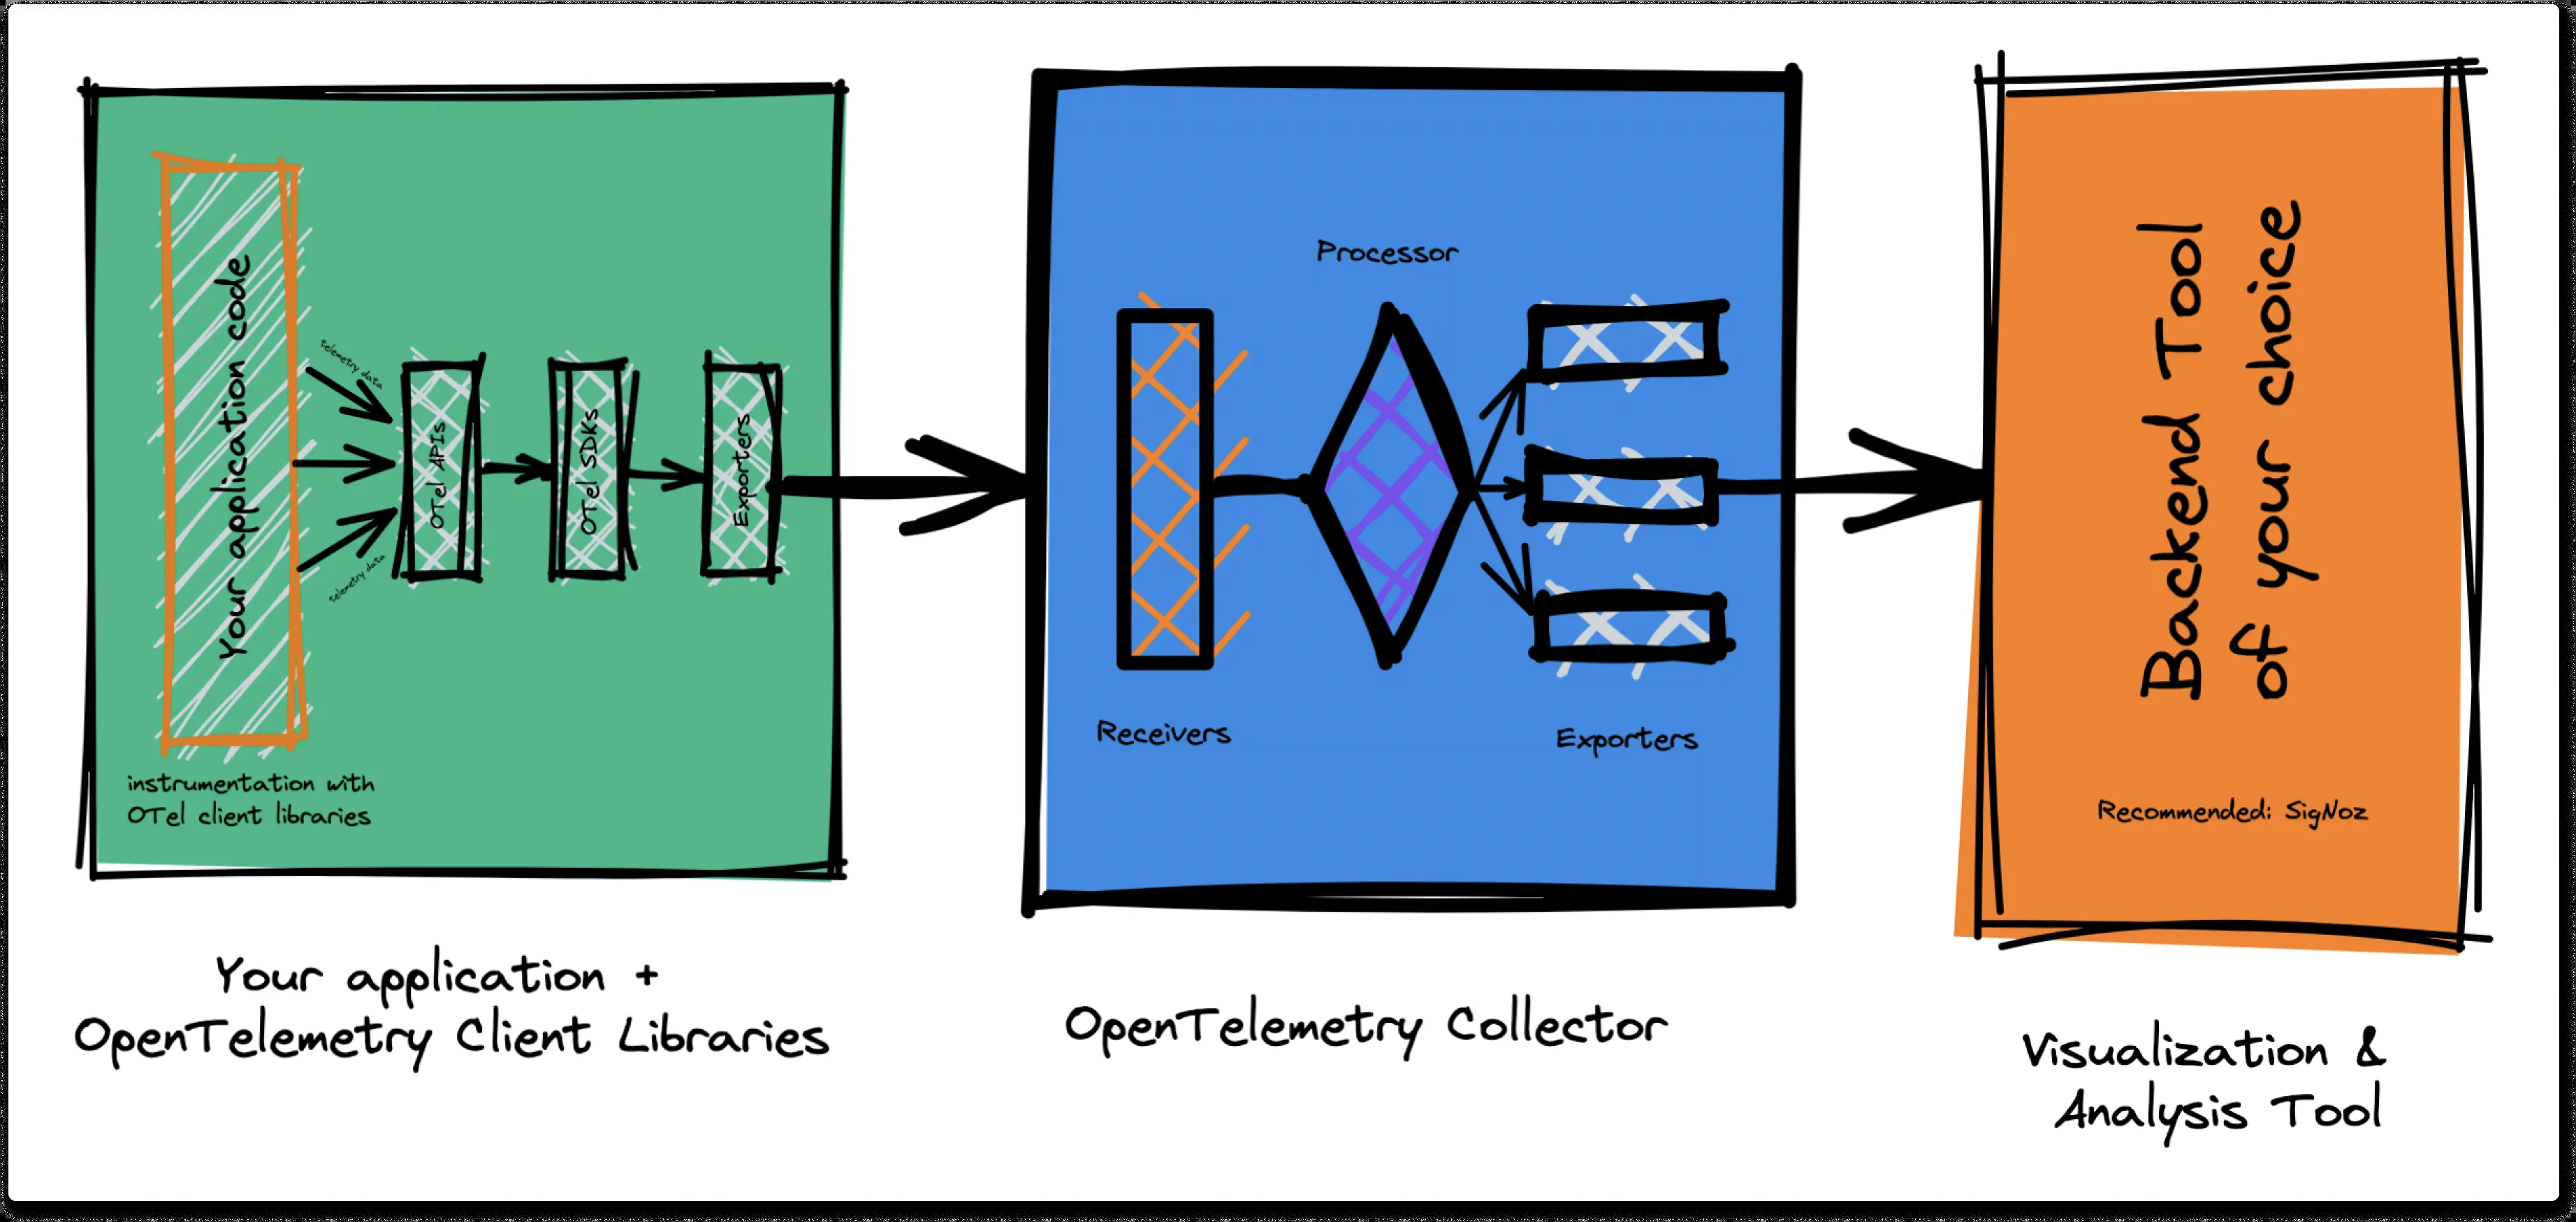 Your application code
telemetry data
telemetry data
OTel APIs
OTel SDKs
Exporters
instrumentation with
OTel client libraries
Your application +
OpenTelemetry Client Libraries
Processor
Receivers
Exporters
OpenTelemetry Collector
Backend Tool
of your choice
Recommended: SigNoz
Visualization &
Analysis Tool